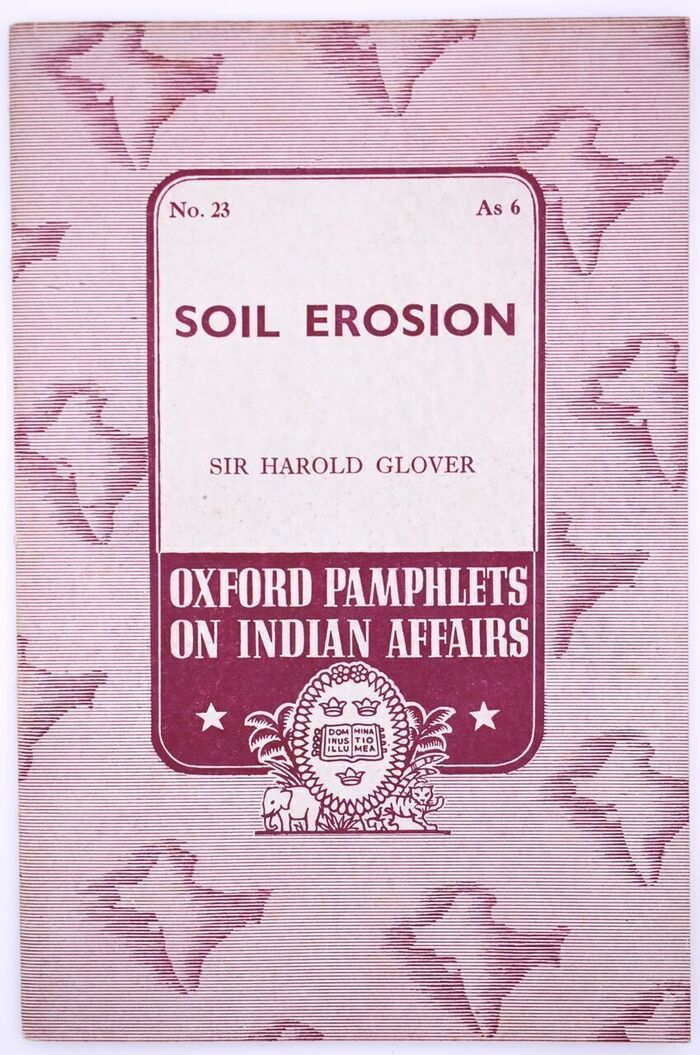 No. 23
As 6
SOIL EROSION
SIR HAROLD GLOVER
OXFORD PAMPHLETS
ON INDIAN AFFAIRS
DOM MINA
INUS TIO
ILLU MEA